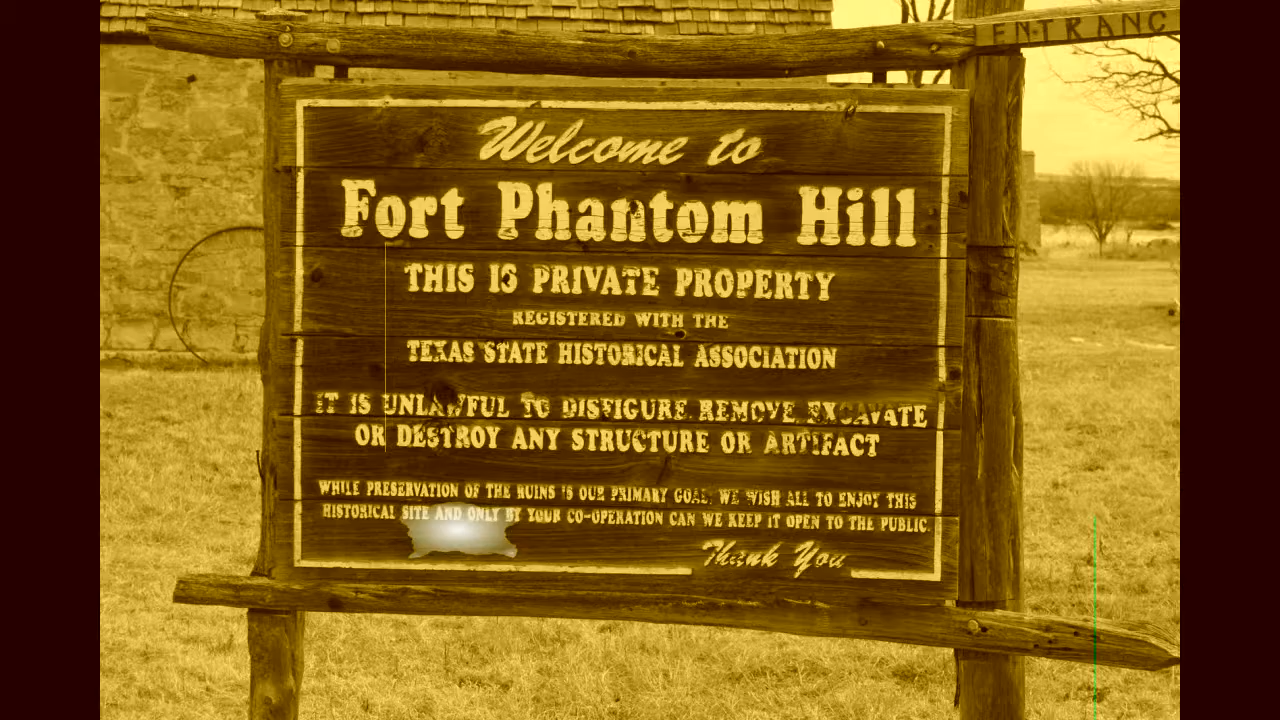 ENTRANC
Welcome to
Fort Phantom Hill
THIS IS PRIVATE PROPERTY
REGISTERED WITH THE
TEXAS STATE HISTORICAL ASSOCIATION
IT IS UNLAWFUL TO DISFIGURE REMOVE EXCAVATE
OR DESTROY ANY STRUCTURE OR ARTIFACT
WHILE PRESERVATION OF THE RUINS IS OUR PRIMARY GOAL, WE WISH ALL TO ENJOY THIS
HISTORICAL SITE AND ONLY BY YOUR CO-OPERATION CAN WE KEEP IT OPEN TO THE PUBLIC.
Thank You